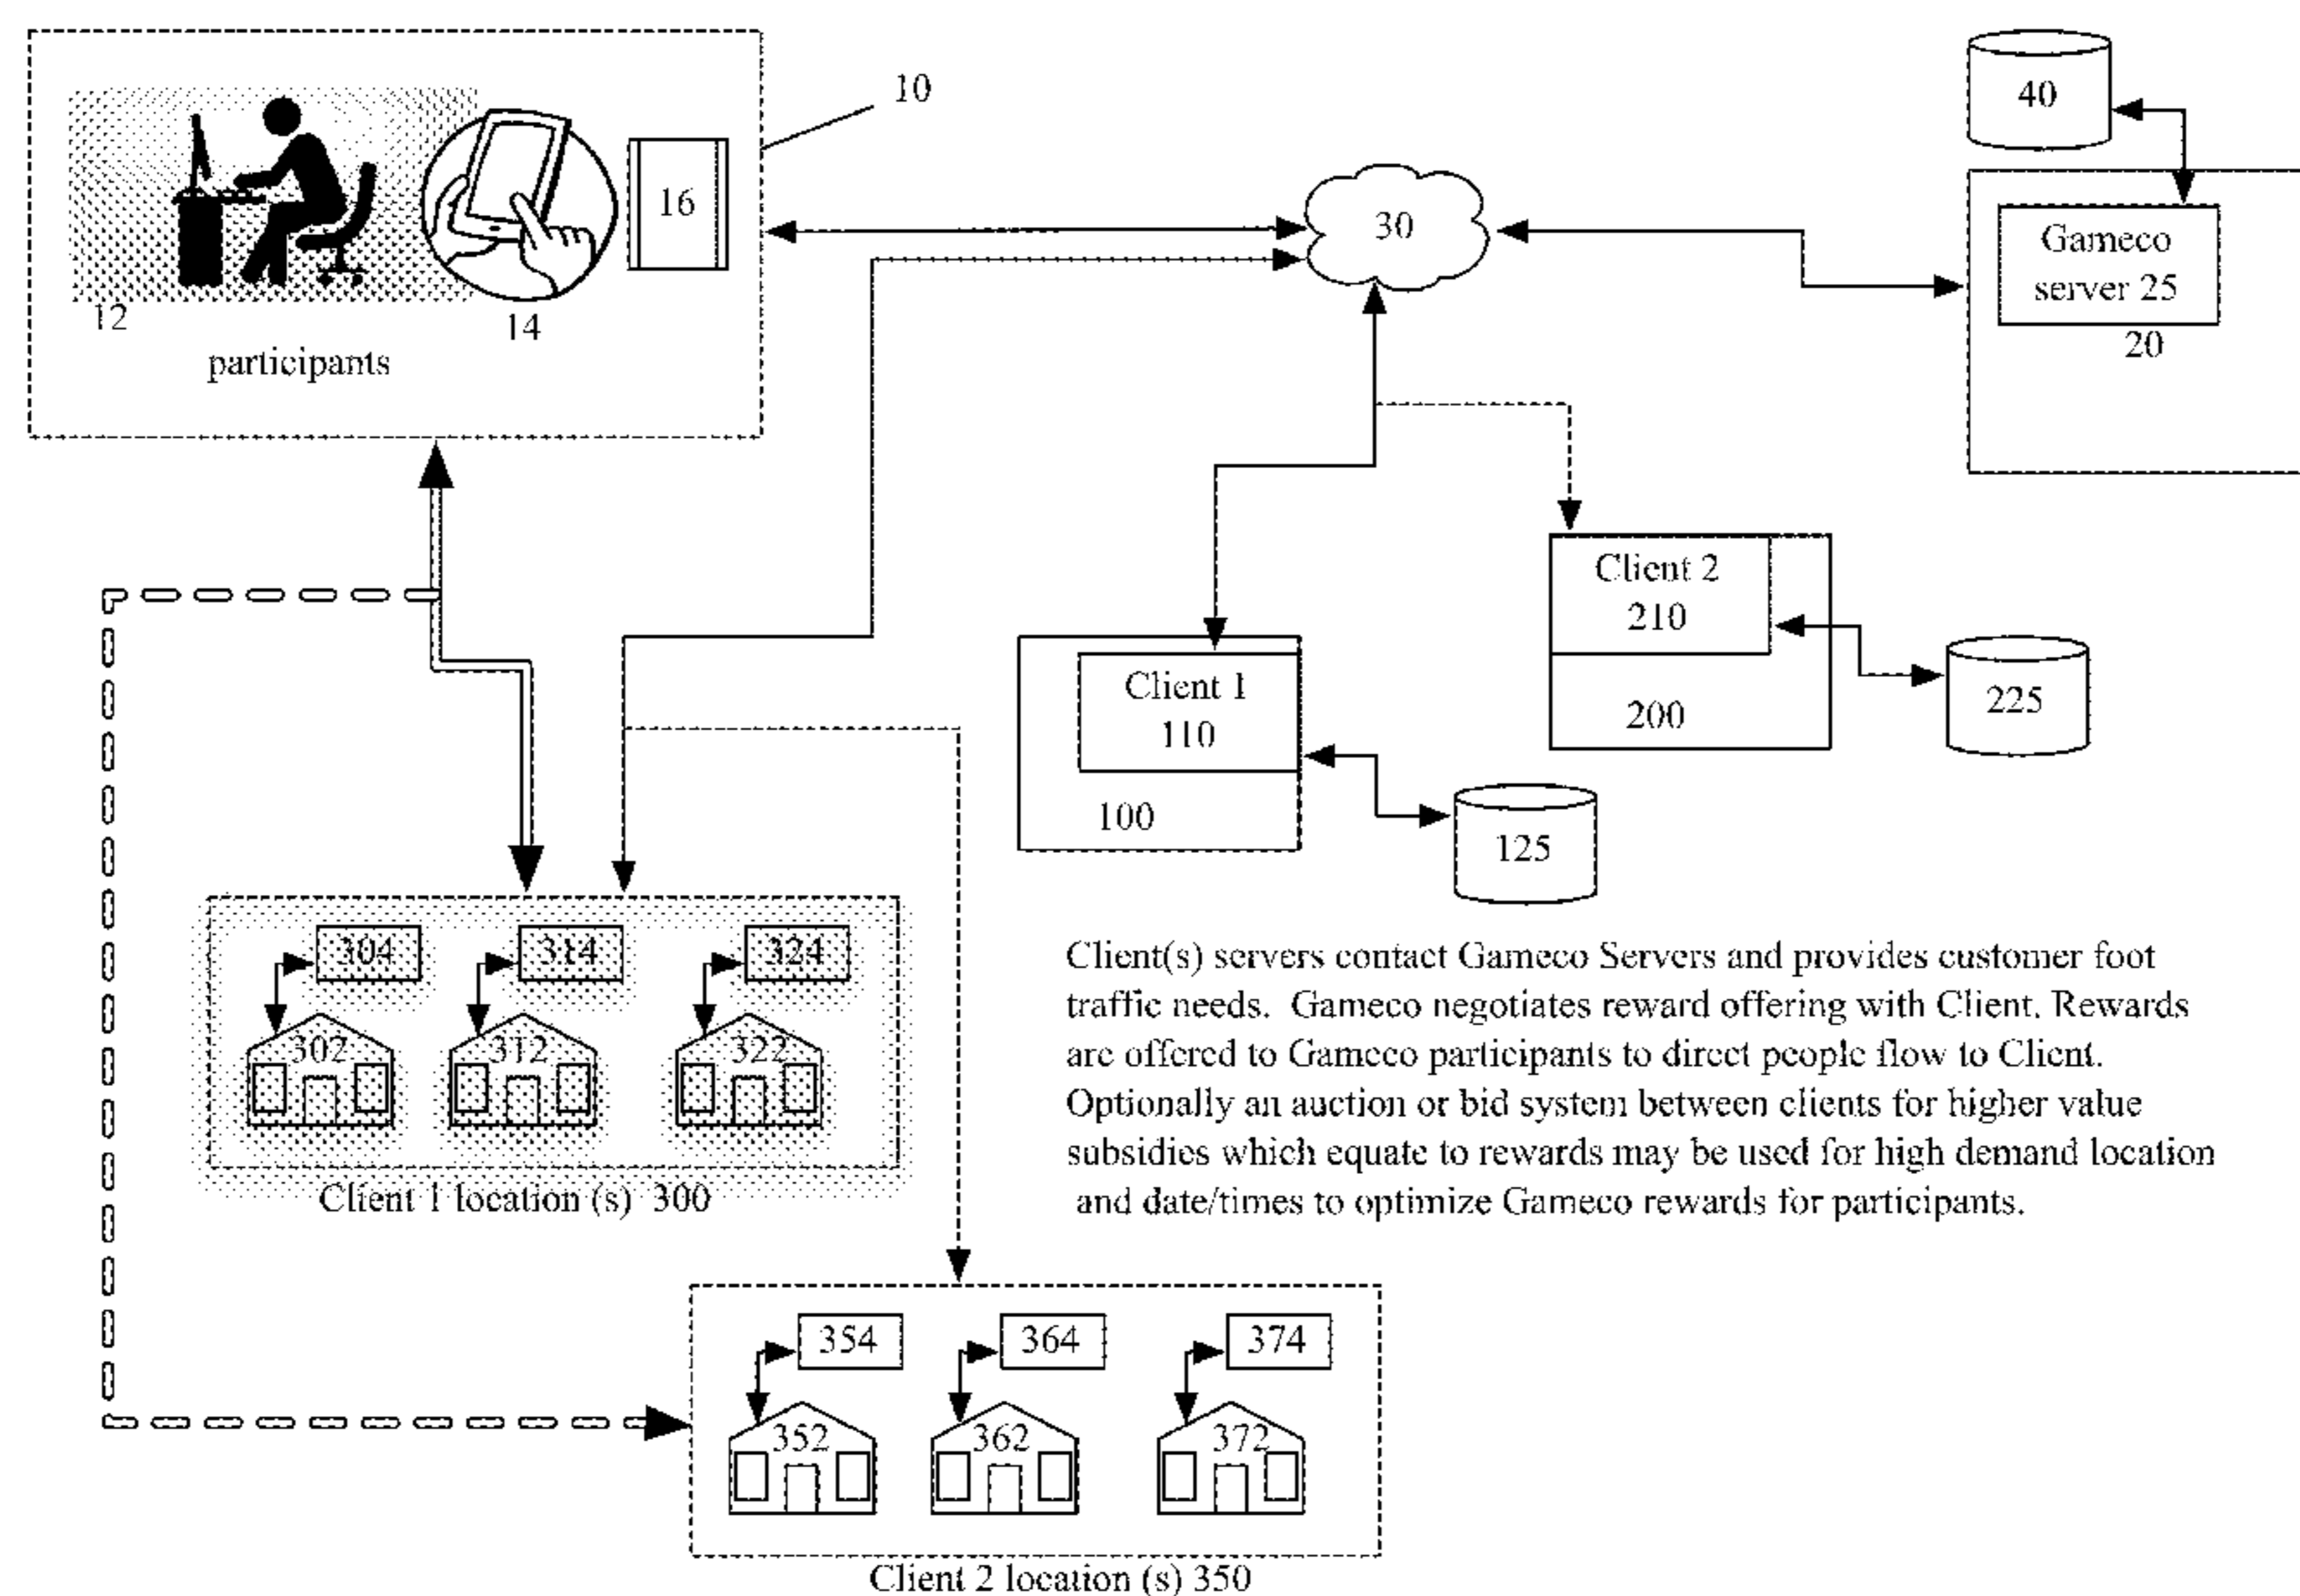 10
40
16
30
Gameco
server 25
20
12
14
participants
Client 2
210
200
225
Client 1
110
100
125
304
314
324
302
312
322
Client 1 location (s) 300
Client(s) servers contact Gameco Servers and provides customer foot
traffic needs. Gameco negotiates reward offering with Client. Rewards
are offered to Gameco participants to direct people flow to Client.
Optionally an auction or bid system between clients for higher value
subsidies which equate to rewards may be used for high demand location
and date/times to optimize Gameco rewards for participants.
354
364
374
352
362
372
Client 2 location (s) 350